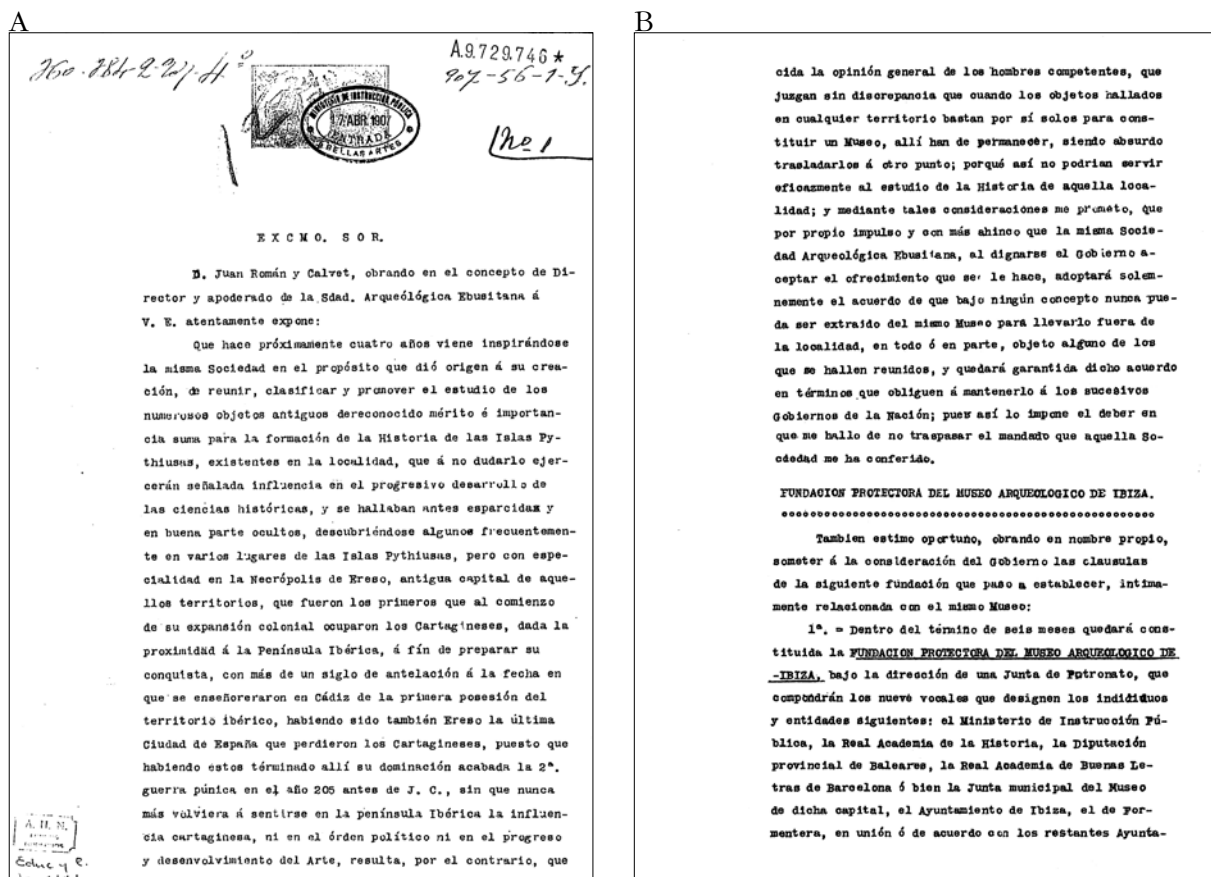 A
A.9.729.746*
907-56-1-5.
MINISTERIO DE INSTRUCCIÓN PÚBLICA
17 ABR. 1907
ENTRADA
BELLAS ARTES
No 1
EXCMO. SOR.
D. Juan Román y Calvet, obrando en el concepto de Di-
rector y apoderado de la Sdad. Arqueólógica Ebusitana á
V. E. atentamente expone:
Que hace próximamente cuatro años viene inspirándose
la misma Sociedad en el propósito que dió origen á su crea-
ción, de reunir, clasificar y promover el estudio de los
numerosos objetos antiguos dereconocido mérito é importan-
cia suma para la formación de la Historia de las Islas Py-
thiusas, existentes en la localidad, que á no dudarlo ejer-
cerán señalada influencia en el progresivo desarrollo de
las ciencias históricas, y se hallaban antes esparcidas y
en buena parte ocultos, descubriéndose algunos frecuentemen-
te en varios lugares de las Islas Pythiusas, pero con espe-
cialidad en la Necrópolis de Ereso, antigua capital de aque-
llos territorios, que fueron los primeros que al comienzo
de su expansión colonial ocuparon los Cartagineses, dada la
proximidad á la Península Ibérica, á fín de preparar su
conquista, con más de un siglo de antelación á la fecha en
que se enseñoreraron en Cádiz de la primera posesión del
territorio ibérico, habiendo sido también Ereso la última
Ciudad de España que perdieron los Cartagineses, puesto que
habiendo estos términado allí su dominación acabada la 2ª.
guerra púnica en el año 205 antes de J. C., sin que nunca
más volviera á sentirse en la península Ibérica la influen-
cia cartaginesa, ni en el órden político ni en el progreso
y desenvolvimiento del Arte, resulta, por el contrario, que
A. H. N.
Educ y C.
B
cida la opinión general de los hombres competentes, que
juzgan sin discrepancia que cuando los objetos hallados
en cualquier territorio bastan por sí solos para cons-
tituir un Museo, allí han de permanecer, siendo absurdo
trasladarlos á otro punto; porqué así no podrian servir
eficazmente al estudio de la Historia de aquella loca-
lidad; y mediante tales consideraciónes me prometo, que
por propio impulso y con más ahinco que la misma Socie-
dad Arqueológica Ebusitana, al dignarse el Gobierno a-
ceptar el ofrecimiento que se le hace, adoptará solem-
nemente el acuerdo de que bajo ningún concepto nunca pue-
da ser extraido del mismo Museo para llevarlo fuera de
la localidad, en todo ó en parte, objeto alguno de los
que se hallen reunidos, y quedará garantida dicho acuerdo
en términos que obliguen á mantenerlo á los sucesivos
Gobiernos de la Nación; pues así lo impone el deber en
que me hallo de no traspasar el mandado que aquella So-
cdedad me ha conferido.
FUNDACION PROTECTORA DEL MUSEO ARQUEOLOGICO DE IBIZA.
Tambien estimo oportuno, obrando en nombre propio,
someter á la consideración del Gobierno las clausulas
de la siguiente fundación que paso a establecer, intima-
mente relacionada con el mismo Museo:
1ª. = Dentro del término de seis meses quedará cons-
tituida la FUNDACION PROTECTORA DEL MUSEO ARQUEOLOGICO DE
-IBIZA, bajo la dirección de una Junta de Patronato, que
compondrán los nueve vocales que designen los indididuos
y entidades siguientes: el Ministerio de Instrucción Pú-
blica, la Real Academia de la Historia, la Diputación
provincial de Baleares, la Real Academia de Buenas Le-
tras de Barcelona ó bien la Junta municipal del Museo
de dicha capital, el Ayuntamiento de Ibiza, el de For-
mentera, en unión ó de acuerdo con los restantes Ayunta-